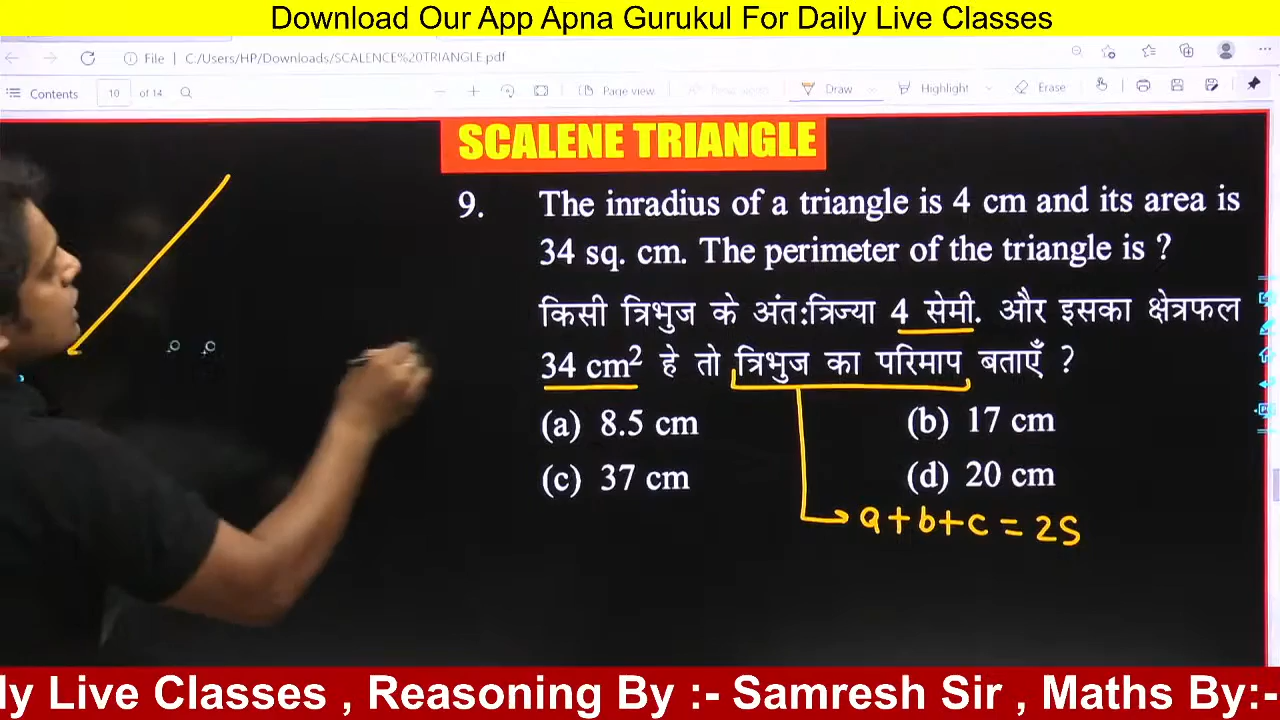 Download Our App Apna Gurukul For Daily Live Classes
File | C:/Users/HP/Downloads/SCALENCE%20TRIANGLE.pdf
Contents 10 of 14 Page view Draw Highlight Erase
SCALENE TRIANGLE
9. The inradius of a triangle is 4 cm and its area is
34 sq. cm. The perimeter of the triangle is ?
किसी त्रिभुज के अंत:त्रिज्या 4 सेमी. और इसका क्षेत्रफल
34 cm² हे तो त्रिभुज का परिमाप बताएँ ?
(a) 8.5 cm (b) 17 cm
(c) 37 cm (d) 20 cm
a+b+c = 2S
ly Live Classes , Reasoning By :- Samresh Sir , Maths By:-